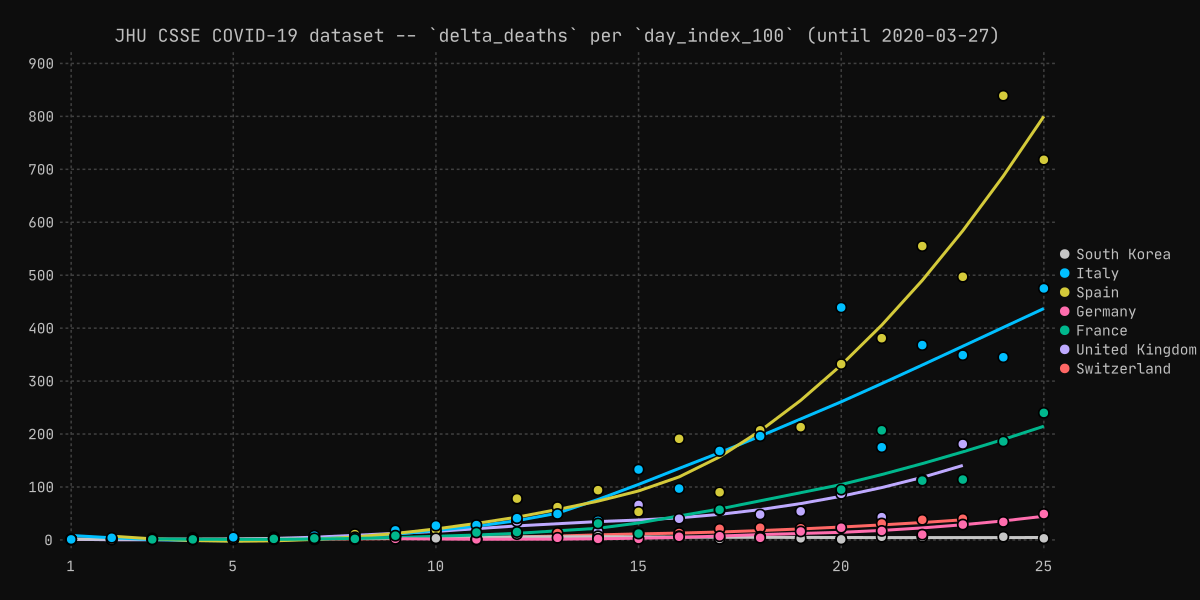 JHU CSSE COVID-19 dataset -- `delta_deaths` per `day_index_100` (until 2020-03-27)
900
800
700
600
500
400
300
200
100
0
1 5 10 15 20 25
South Korea
Italy
Spain
Germany
France
United Kingdom
Switzerland